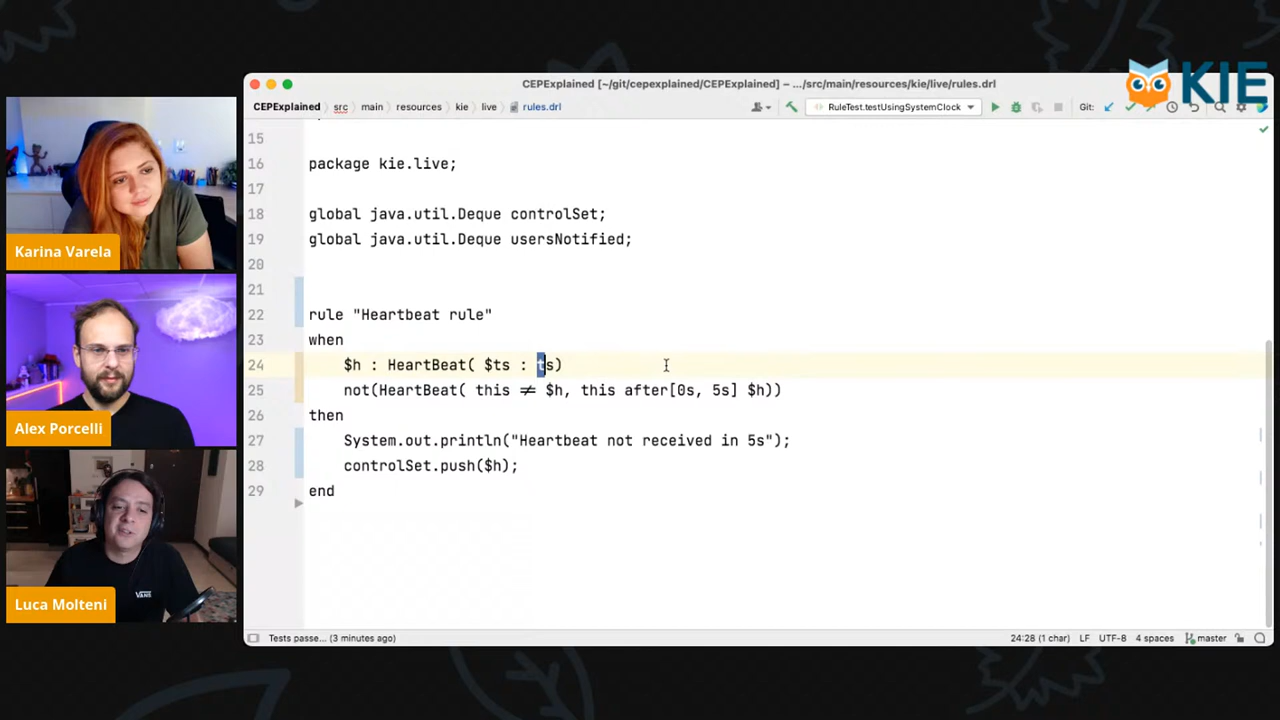 KIE
CEPExplained [~/git/cepexplained/CEPExplained] – .../src/main/resources/kie/live/rules.drl
CEPExplained src main resources kie live rules.drl RuleTest.testUsingSystemClock Git:
15
16 package kie.live;
17
18 global java.util.Deque controlSet;
19 global java.util.Deque usersNotified;
20
21
22 rule "Heartbeat rule"
23 when
24 $h : HeartBeat( $ts : ts)
25 not(HeartBeat( this ≠ $h, this after[0s, 5s] $h))
26 then
27 System.out.println("Heartbeat not received in 5s");
28 controlSet.push($h);
29 end
Tests passe... (3 minutes ago) 24:28 (1 char) LF UTF-8 4 spaces master
Karina Varela
Alex Porcelli
VANS
Luca Molteni